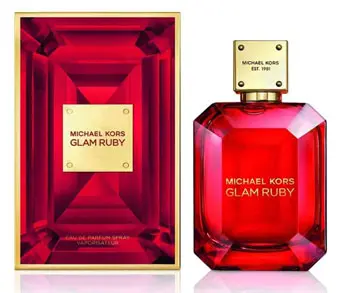 MICHAEL KORS
GLAM RUBY
EAU DE PARFUM SPRAY
VAPORISATEUR
MICHAEL KORS
EST. 1981
MICHAEL KORS
GLAM RUBY